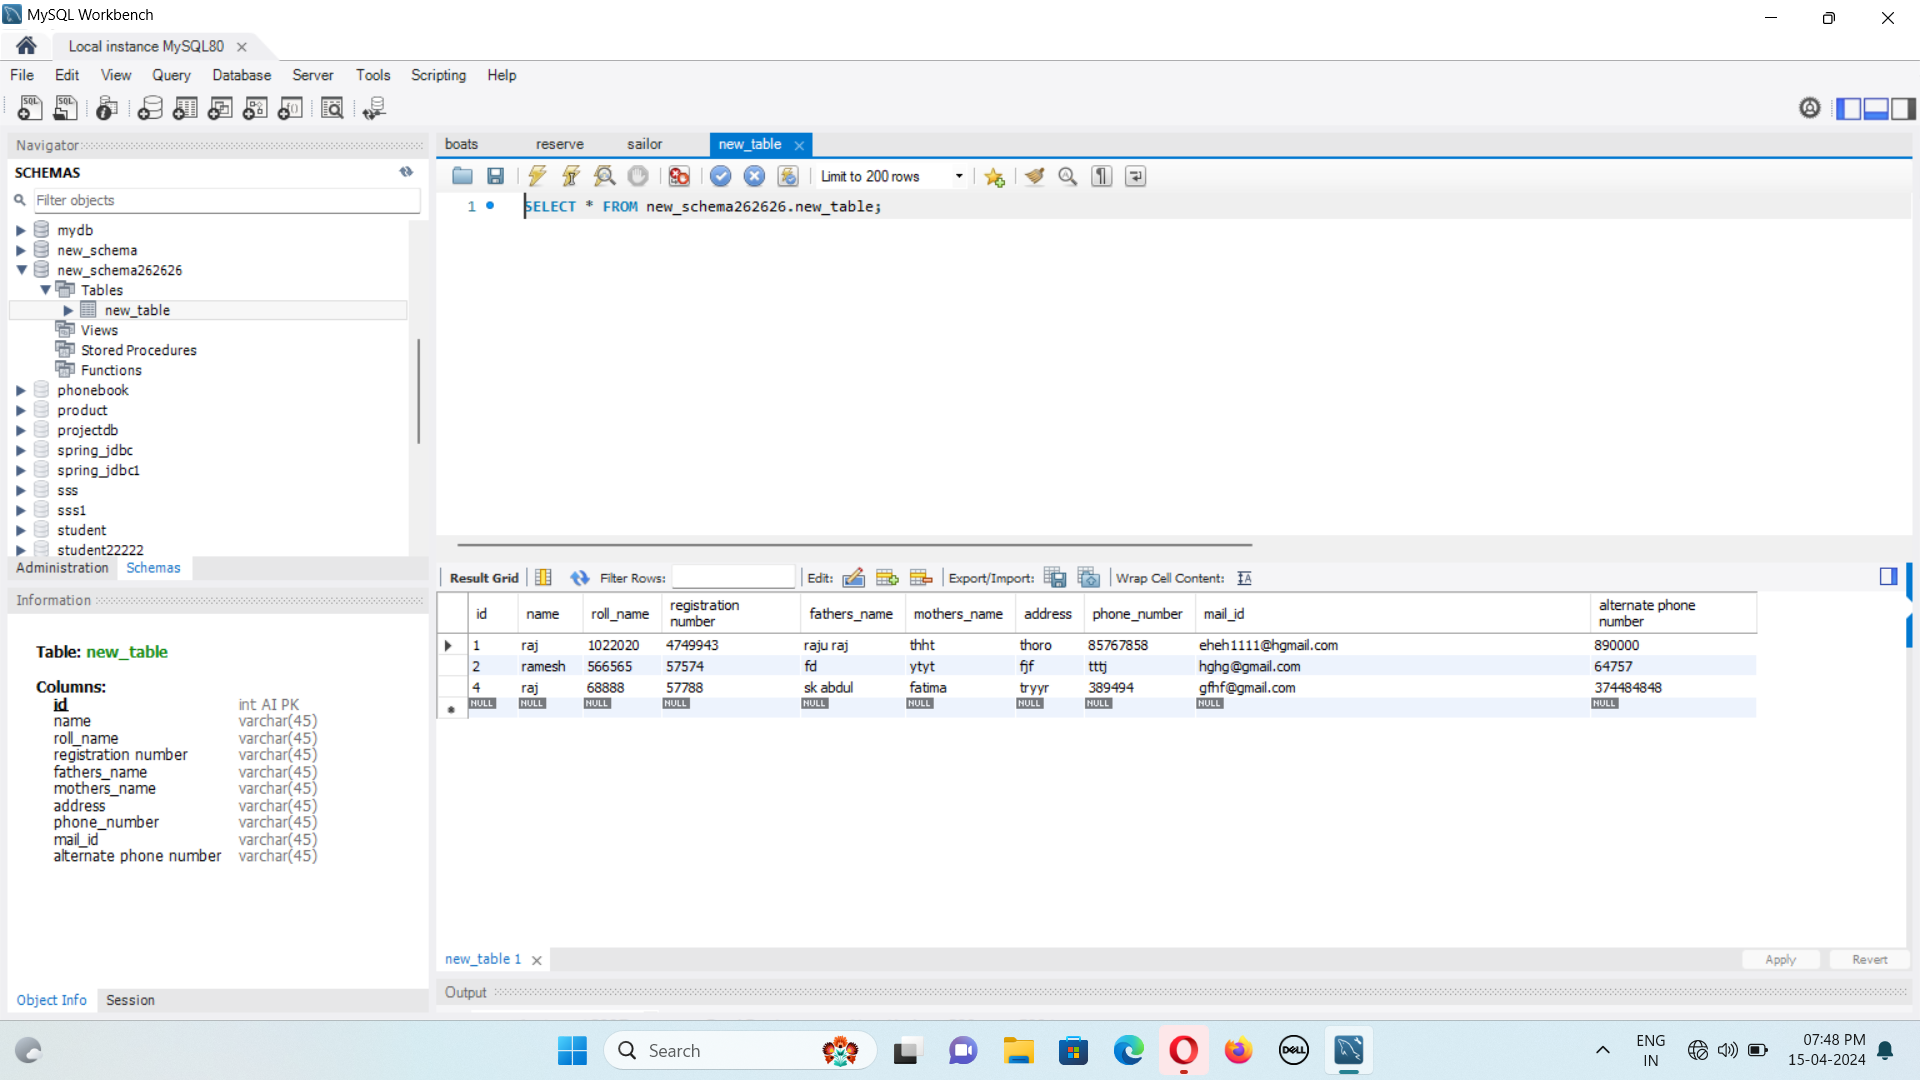 MySQL Workbench
Local instance MySQL80
File Edit View Query Database Server Tools Scripting Help
Navigator
SCHEMAS
Filter objects
mydb
new_schema
new_schema262626
Tables
new_table
Views
Stored Procedures
Functions
phonebook
product
projectdb
spring_jdbc
spring_jdbc1
sss
sss1
student
student22222
Administration Schemas
Information
Table: new_table
Columns:
id int AI PK
name varchar(45)
roll_name varchar(45)
registration number varchar(45)
fathers_name varchar(45)
mothers_name varchar(45)
address varchar(45)
phone_number varchar(45)
mail_id varchar(45)
alternate phone number varchar(45)
Object Info Session
boats reserve sailor new_table
Limit to 200 rows
1 SELECT * FROM new_schema262626.new_table;
Result Grid Filter Rows: Edit: Export/Import: Wrap Cell Content:
id name roll_name registration number fathers_name mothers_name address phone_number mail_id alternate phone number
1 raj 1022020 4749943 raju raj thht thoro 85767858 eheh1111@hgmail.com 890000
2 ramesh 566565 57574 fd ytyt fjf tttj hghg@gmail.com 64757
4 raj 68888 57788 sk abdul fatima tryyr 389494 gfhf@gmail.com 374484848
NULL NULL NULL NULL NULL NULL NULL NULL NULL NULL
new_table 1 Apply Revert
Output
Search
DELL
ENG
IN
07:48 PM
15-04-2024